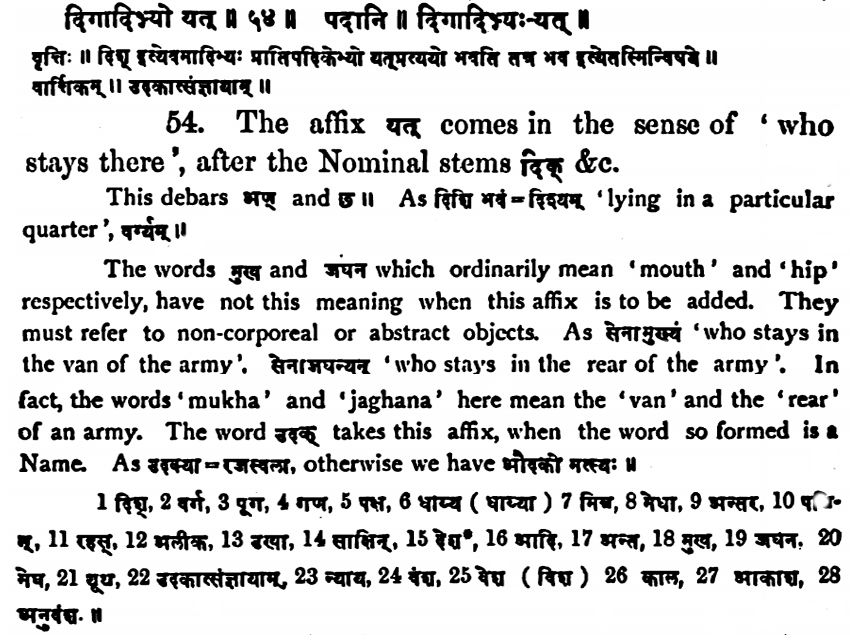 दिगादिभ्यो यत् ॥ ५४ ॥ पदानि ॥ दिगादिभ्यः-यत् ॥
वृत्तिः ॥ दिश् इत्येवमादिभ्यः प्रातिपदिकेभ्यो यत्प्रत्ययो भवति तत्र भव इत्येतस्मिन्विषये ॥
वार्त्तिकम् ॥ उदकात्संज्ञायाम् ॥
54. The affix यत् comes in the sense of ‘ who
stays there ’, after the Nominal stems दिक् &c.
This debars अण् and छ ॥ As दिशि भवं = दिश्यम् ‘lying in a particular
quarter’, वर्ग्यम् ॥
The words मुख and जघन which ordinarily mean ‘mouth’ and ‘hip’
respectively, have not this meaning when this affix is to be added. They
must refer to non-corporeal or abstract objects. As सेनामुख्यं ‘who stays in
the van of the army’. सेनाजघन्यन ‘who stays in the rear of the army’. In
fact, the words ‘mukha’ and ‘jaghana’ here mean the ‘van’ and the ‘rear’
of an army. The word उदक् takes this affix, when the word so formed is a
Name. As उदक्या = रजस्वला, otherwise we have औदको मत्स्यः ॥
1 दिश्, 2 वर्ग, 3 पूग, 4 गण, 5 पक्ष, 6 धाय्य ( धाय्या ) 7 मित्र, 8 मेधा, 9 अन्तर, 10
11 रहस्, 12 अलीक, 13 उखा, 14 साक्षिन्, 15 देश*, 16 आदि, 17 अन्त, 18 मुख, 19 जघन, 20
मेघ, 21 यूथ, 22 उदकात्संज्ञायाम्, 23 न्याय, 24 वंश, 25 वेश ( विश ) 26 काल, 27 आकाश, 28
अनुवंश. ॥